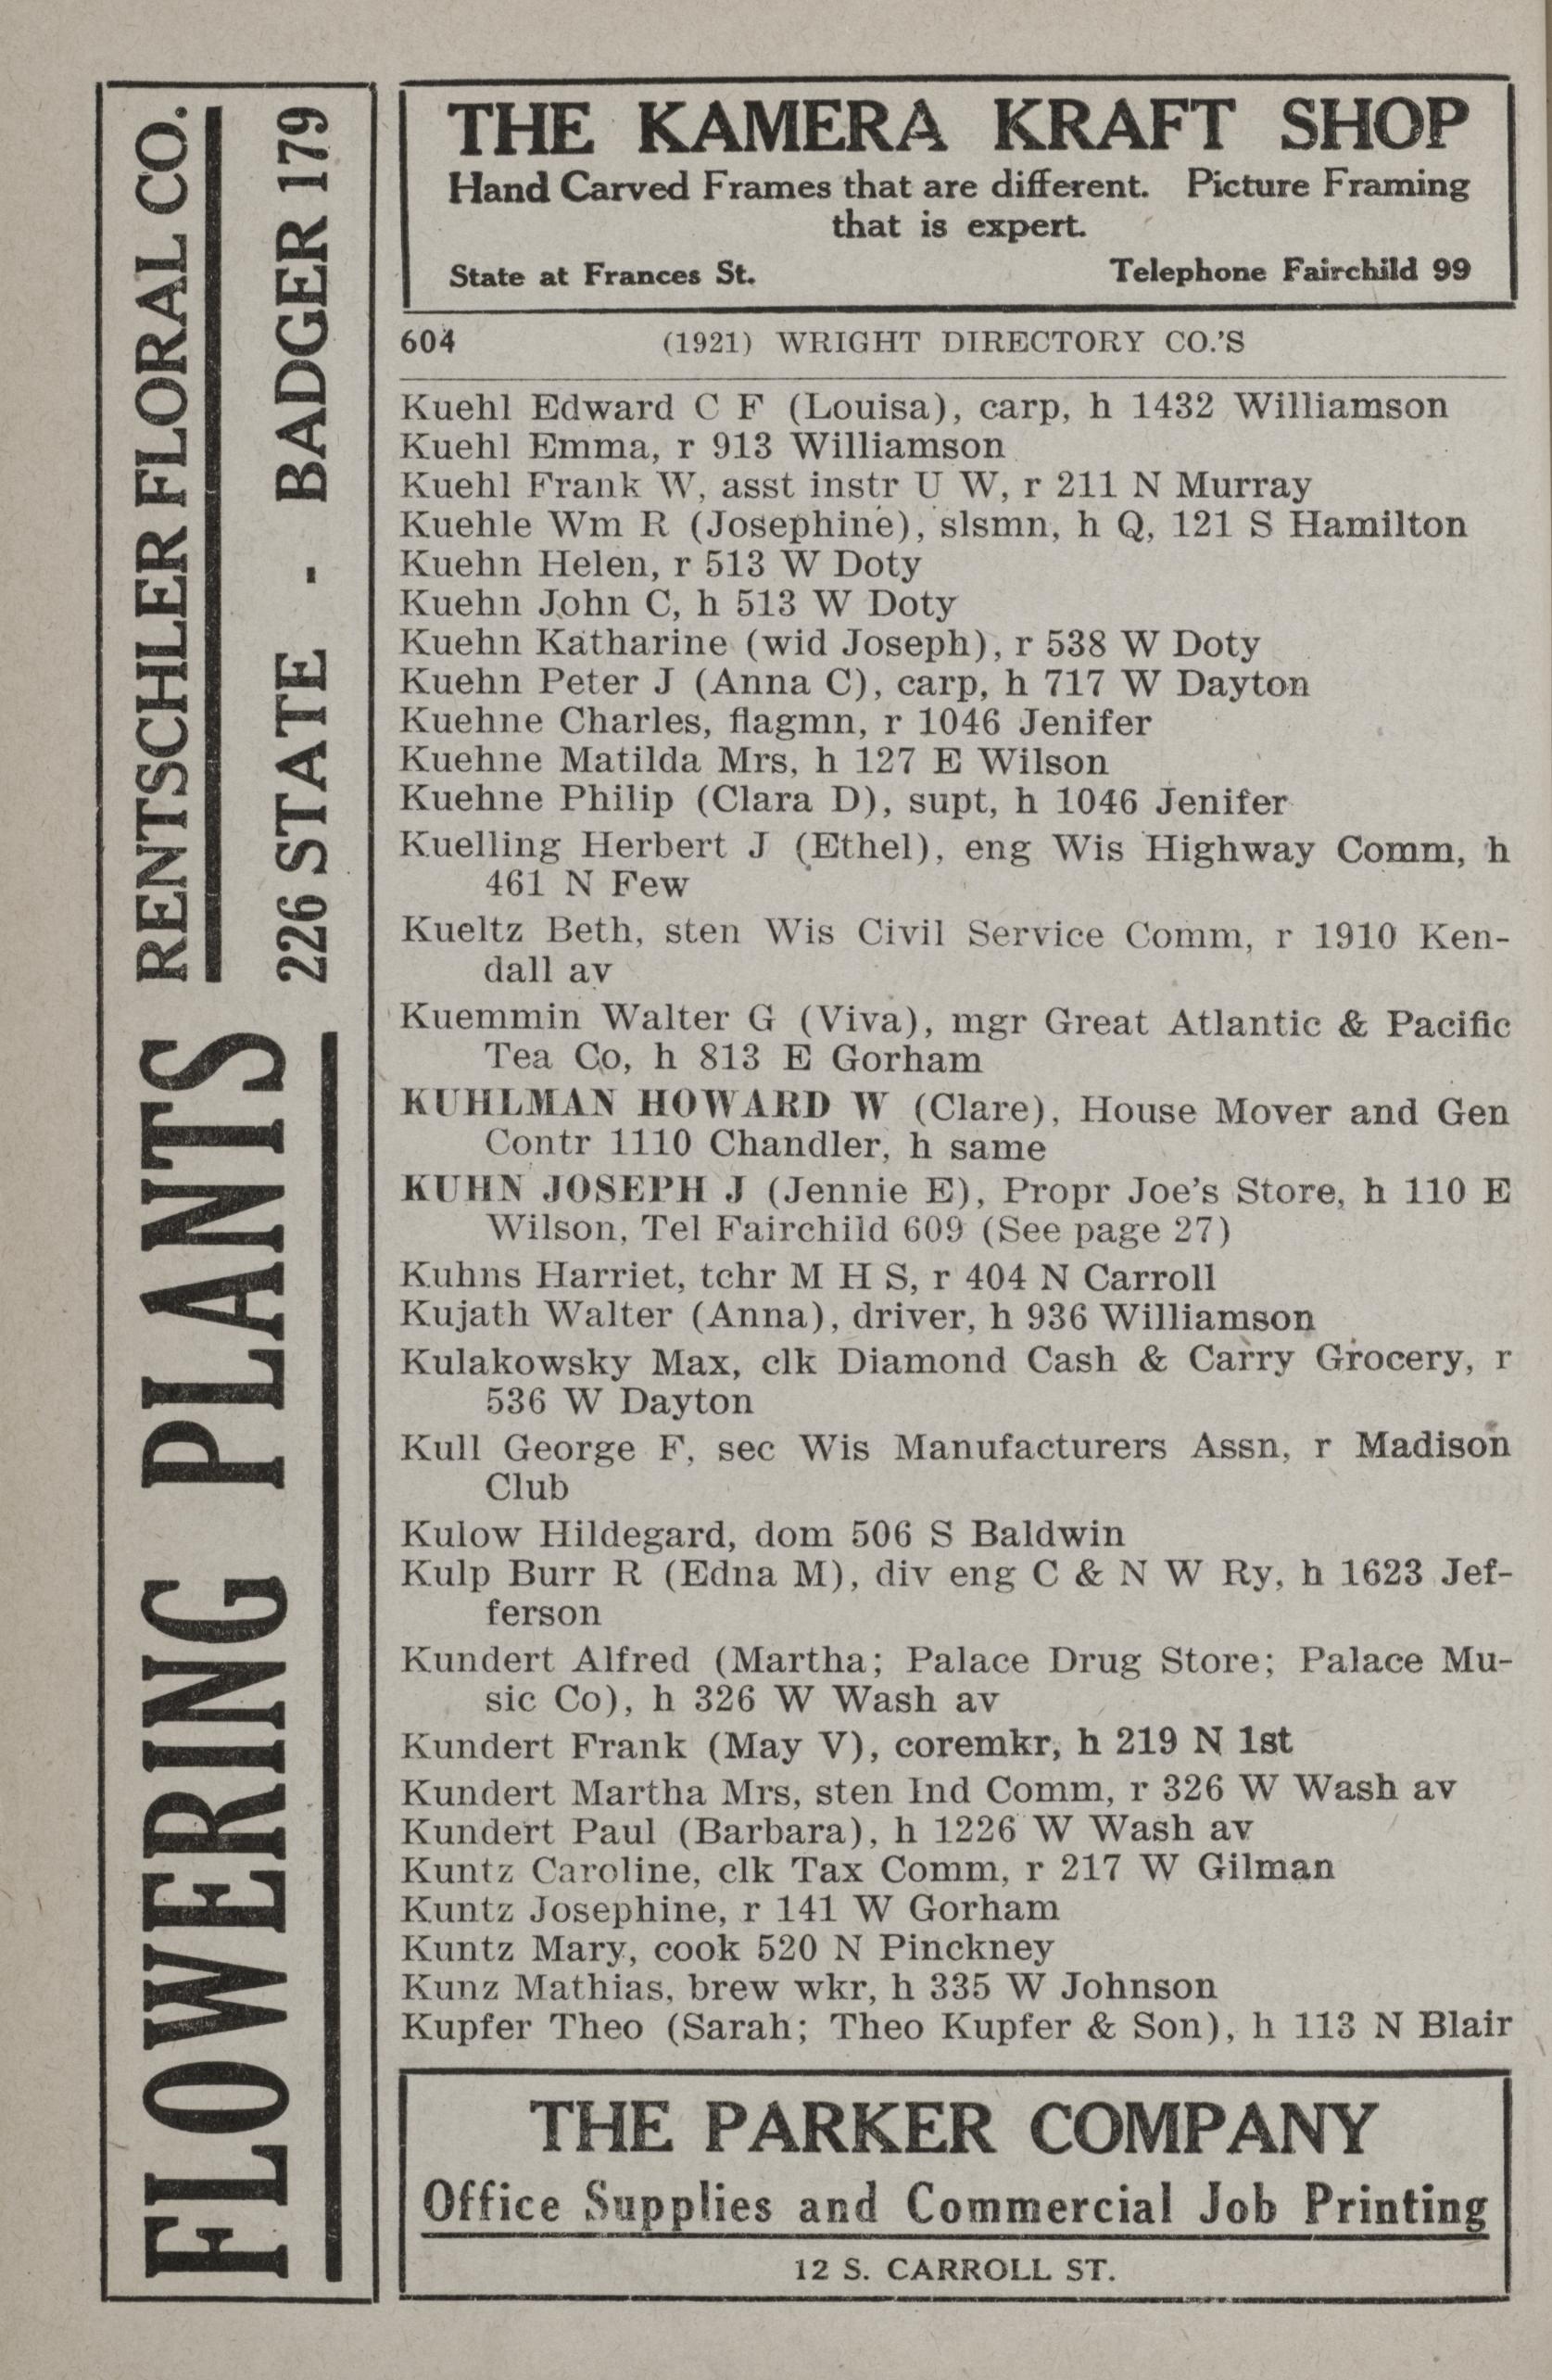 FLOWERING PLANTS
RENTSCHLER FLORAL CO.
226 STATE - BADGER 179
THE KAMERA KRAFT SHOP
Hand Carved Frames that are different. Picture Framing
that is expert.
State at Frances St. Telephone Fairchild 99
604 (1921) WRIGHT DIRECTORY CO.'S
Kuehl Edward C F (Louisa), carp, h 1432 Williamson
Kuehl Emma, r 913 Williamson
Kuehl Frank W, asst instr U W, r 211 N Murray
Kuehle Wm R (Josephine), slsmn, h Q, 121 S Hamilton
Kuehn Helen, r 513 W Doty
Kuehn John C, h 513 W Doty
Kuehn Katharine (wid Joseph), r 538 W Doty
Kuehn Peter J (Anna C), carp, h 717 W Dayton
Kuehne Charles, flagmn, r 1046 Jenifer
Kuehne Matilda Mrs, h 127 E Wilson
Kuehne Philip (Clara D), supt, h 1046 Jenifer
Kuelling Herbert J (Ethel), eng Wis Highway Comm, h
461 N Few
Kueltz Beth, sten Wis Civil Service Comm, r 1910 Ken-
dall av
Kuemmin Walter G (Viva), mgr Great Atlantic & Pacific
Tea Co, h 813 E Gorham
KUHLMAN HOWARD W (Clare), House Mover and Gen
Contr 1110 Chandler, h same
KUHN JOSEPH J (Jennie E), Propr Joe's Store, h 110 E
Wilson, Tel Fairchild 609 (See page 27)
Kuhns Harriet, tchr M H S, r 404 N Carroll
Kujath Walter (Anna), driver, h 936 Williamson
Kulakowsky Max, clk Diamond Cash & Carry Grocery, r
536 W Dayton
Kull George F, sec Wis Manufacturers Assn, r Madison
Club
Kulow Hildegard, dom 506 S Baldwin
Kulp Burr R (Edna M), div eng C & N W Ry, h 1623 Jef-
ferson
Kundert Alfred (Martha; Palace Drug Store; Palace Mu-
sic Co), h 326 W Wash av
Kundert Frank (May V), coremkr, h 219 N 1st
Kundert Martha Mrs, sten Ind Comm, r 326 W Wash av
Kundert Paul (Barbara), h 1226 W Wash av
Kuntz Caroline, clk Tax Comm, r 217 W Gilman
Kuntz Josephine, r 141 W Gorham
Kuntz Mary, cook 520 N Pinckney
Kunz Mathias, brew wkr, h 335 W Johnson
Kupfer Theo (Sarah; Theo Kupfer & Son), h 113 N Blair
THE PARKER COMPANY
Office Supplies and Commercial Job Printing
12 S. CARROLL ST.